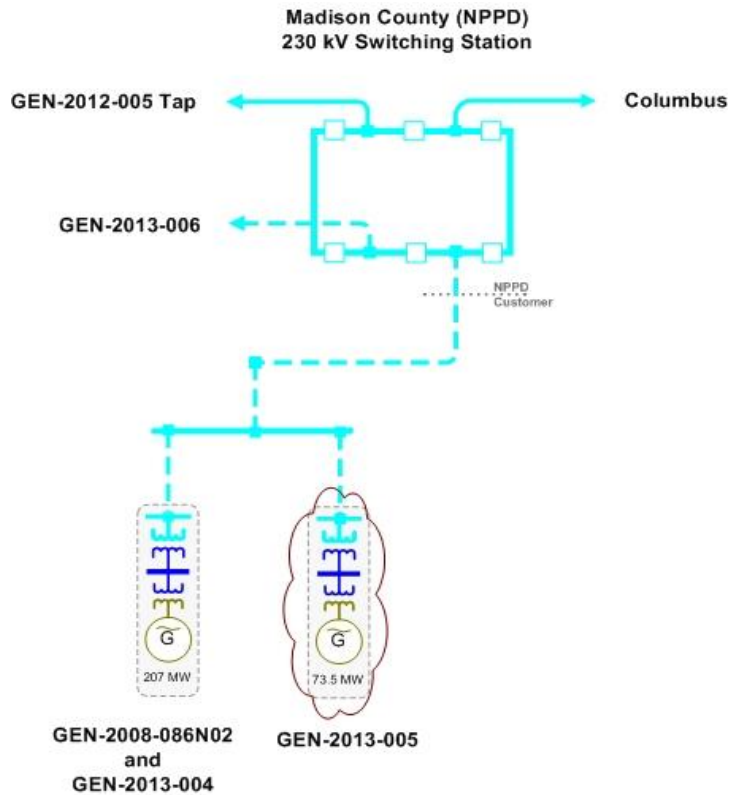 Madison County (NPPD)
230 kV Switching Station
GEN-2012-005 Tap
Columbus
GEN-2013-006
NPPD
Customer
G
G
207 MW
73.5 MW
GEN-2008-086N02
and
GEN-2013-004
GEN-2013-005